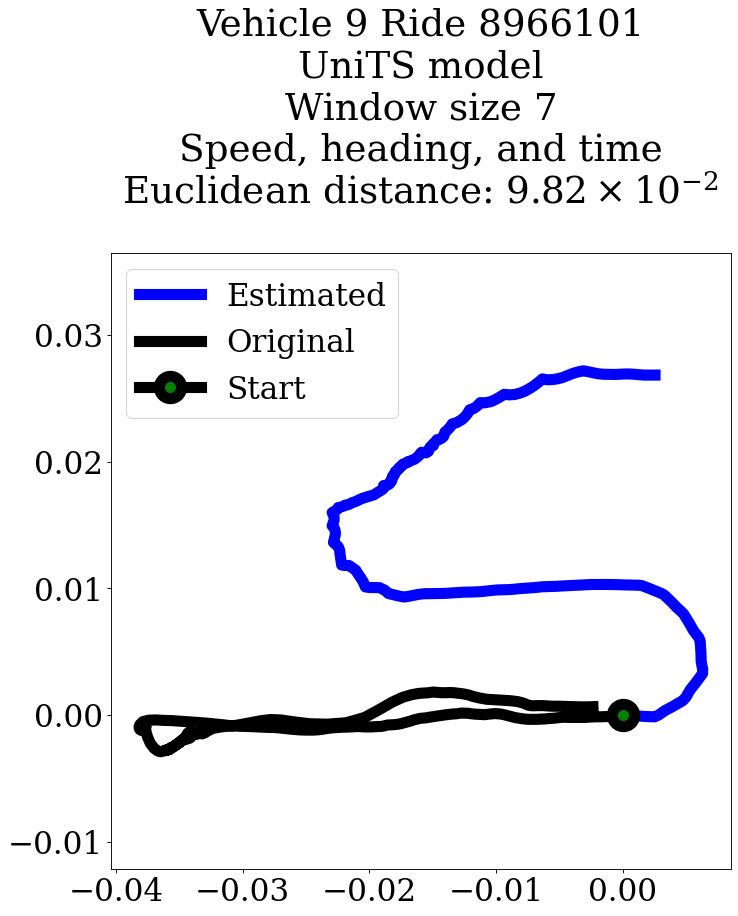 Vehicle 9 Ride 8966101
UniTS model
Window size 7
Speed, heading, and time
Euclidean distance: 9.82 × 10⁻²
Estimated
Original
Start
0.03
0.02
0.01
0.00
−0.01
−0.04 −0.03 −0.02 −0.01 0.00